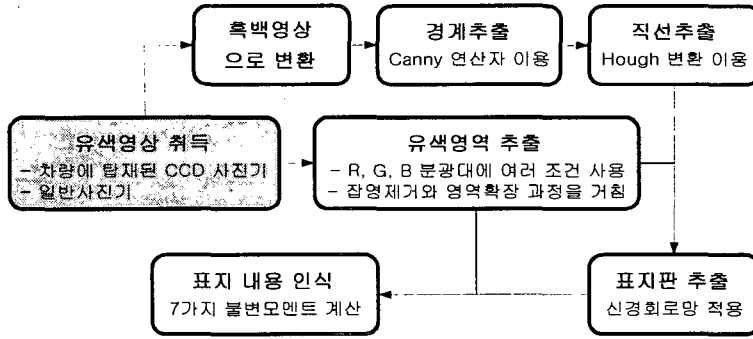 흑백영상
으로 변환
경계추출
Canny 연산자 이용
직선추출
Hough 변환 이용
유색영상 취득
- 차량에 탑재된 CCD 사진기
- 일반사진기
유색영역 추출
- R, G, B 분광대에 여러 조건 사용
- 잡영제거와 영역확장 과정을 거침
표지 내용 인식
7가지 불변모멘트 계산
표지판 추출
신경회로망 적용